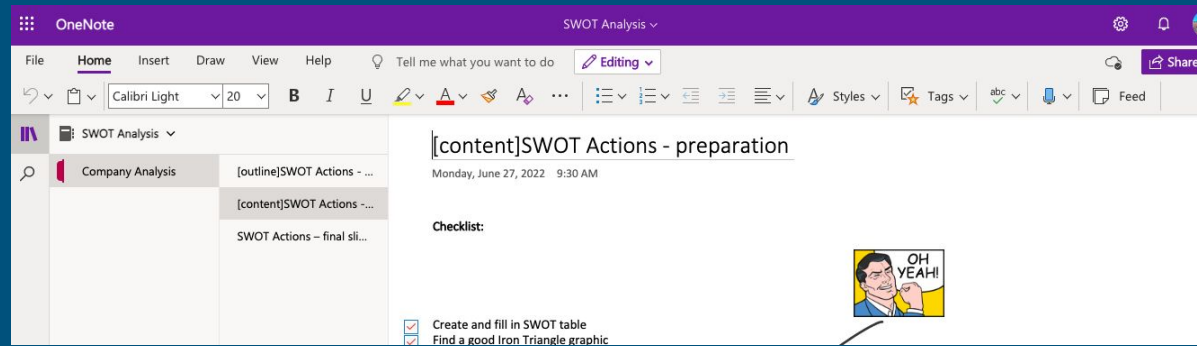 OneNote
SWOT Analysis
File Home Insert Draw View Help Tell me what you want to do Editing Share
Calibri Light 20 B I U A A ... Styles Tags abc Feed
SWOT Analysis
Company Analysis
[outline]SWOT Actions - ...
[content]SWOT Actions -...
SWOT Actions – final sli...
[content]SWOT Actions - preparation
Monday, June 27, 2022 9:30 AM
Checklist:
OH
YEAH!
Create and fill in SWOT table
Find a good Iron Triangle graphic